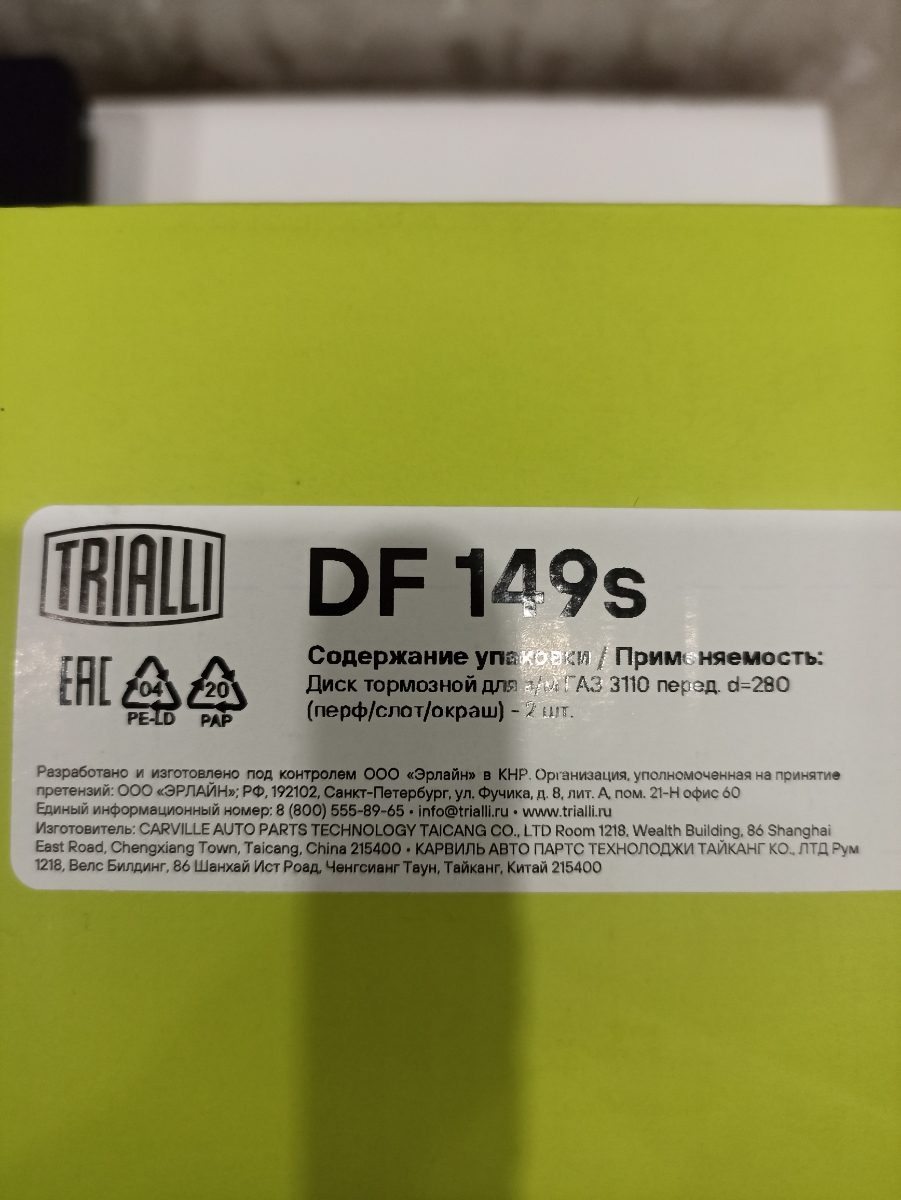 TRIALLI
DF 149s
EAC
04
PE-LD
20
PAP
Содержание упаковки / Применяемость:
Диск тормозной для а/м ГАЗ 3110 перед. d=280
(перф/слот/окраш) - 2 шт.
Разработано и изготовлено под контролем ООО «Эрлайн» в КНР. Организация, уполномоченная на принятие
претензий: ООО «ЭРЛАЙН»; РФ, 192102, Санкт-Петербург, ул. Фучика, д. 8, лит. А, пом. 21-Н офис 60
Единый информационный номер: 8 (800) 555-89-65 • info@trialli.ru • www.trialli.ru
Изготовитель: CARVILLE AUTO PARTS TECHNOLOGY TAICANG CO., LTD Room 1218, Wealth Building, 86 Shanghai
East Road, Chengxiang Town, Taicang, China 215400 • КАРВИЛЬ АВТО ПАРТС ТЕХНОЛОДЖИ ТАЙКАНГ КО., ЛТД Рум
1218, Велс Билдинг, 86 Шанхай Ист Роад, Ченгсианг Таун, Тайканг, Китай 215400